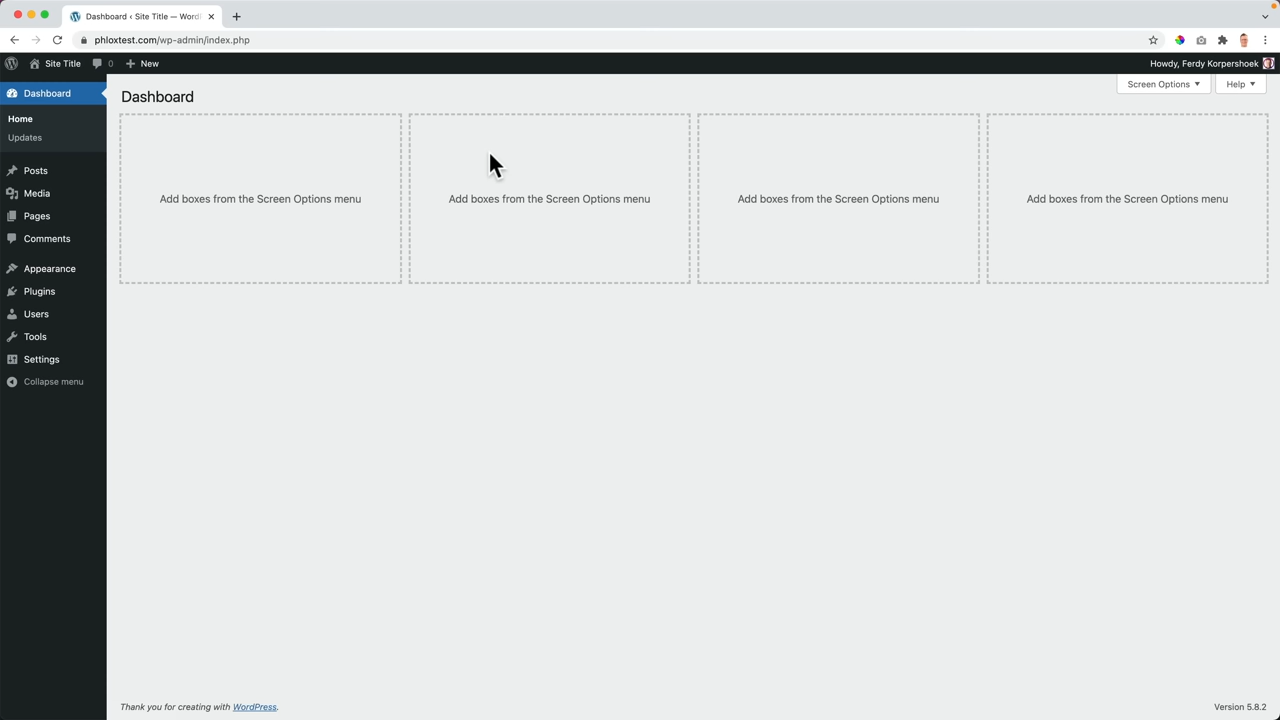 Dashboard ‹ Site Title — Word
phloxtest.com/wp-admin/index.php
Site Title 0 New Howdy, Ferdy Korpershoek
Screen Options Help
Dashboard
Dashboard
Home
Updates
Posts
Media
Pages
Comments
Appearance
Plugins
Users
Tools
Settings
Collapse menu
Add boxes from the Screen Options menu
Add boxes from the Screen Options menu
Add boxes from the Screen Options menu
Add boxes from the Screen Options menu
Thank you for creating with WordPress.
Version 5.8.2